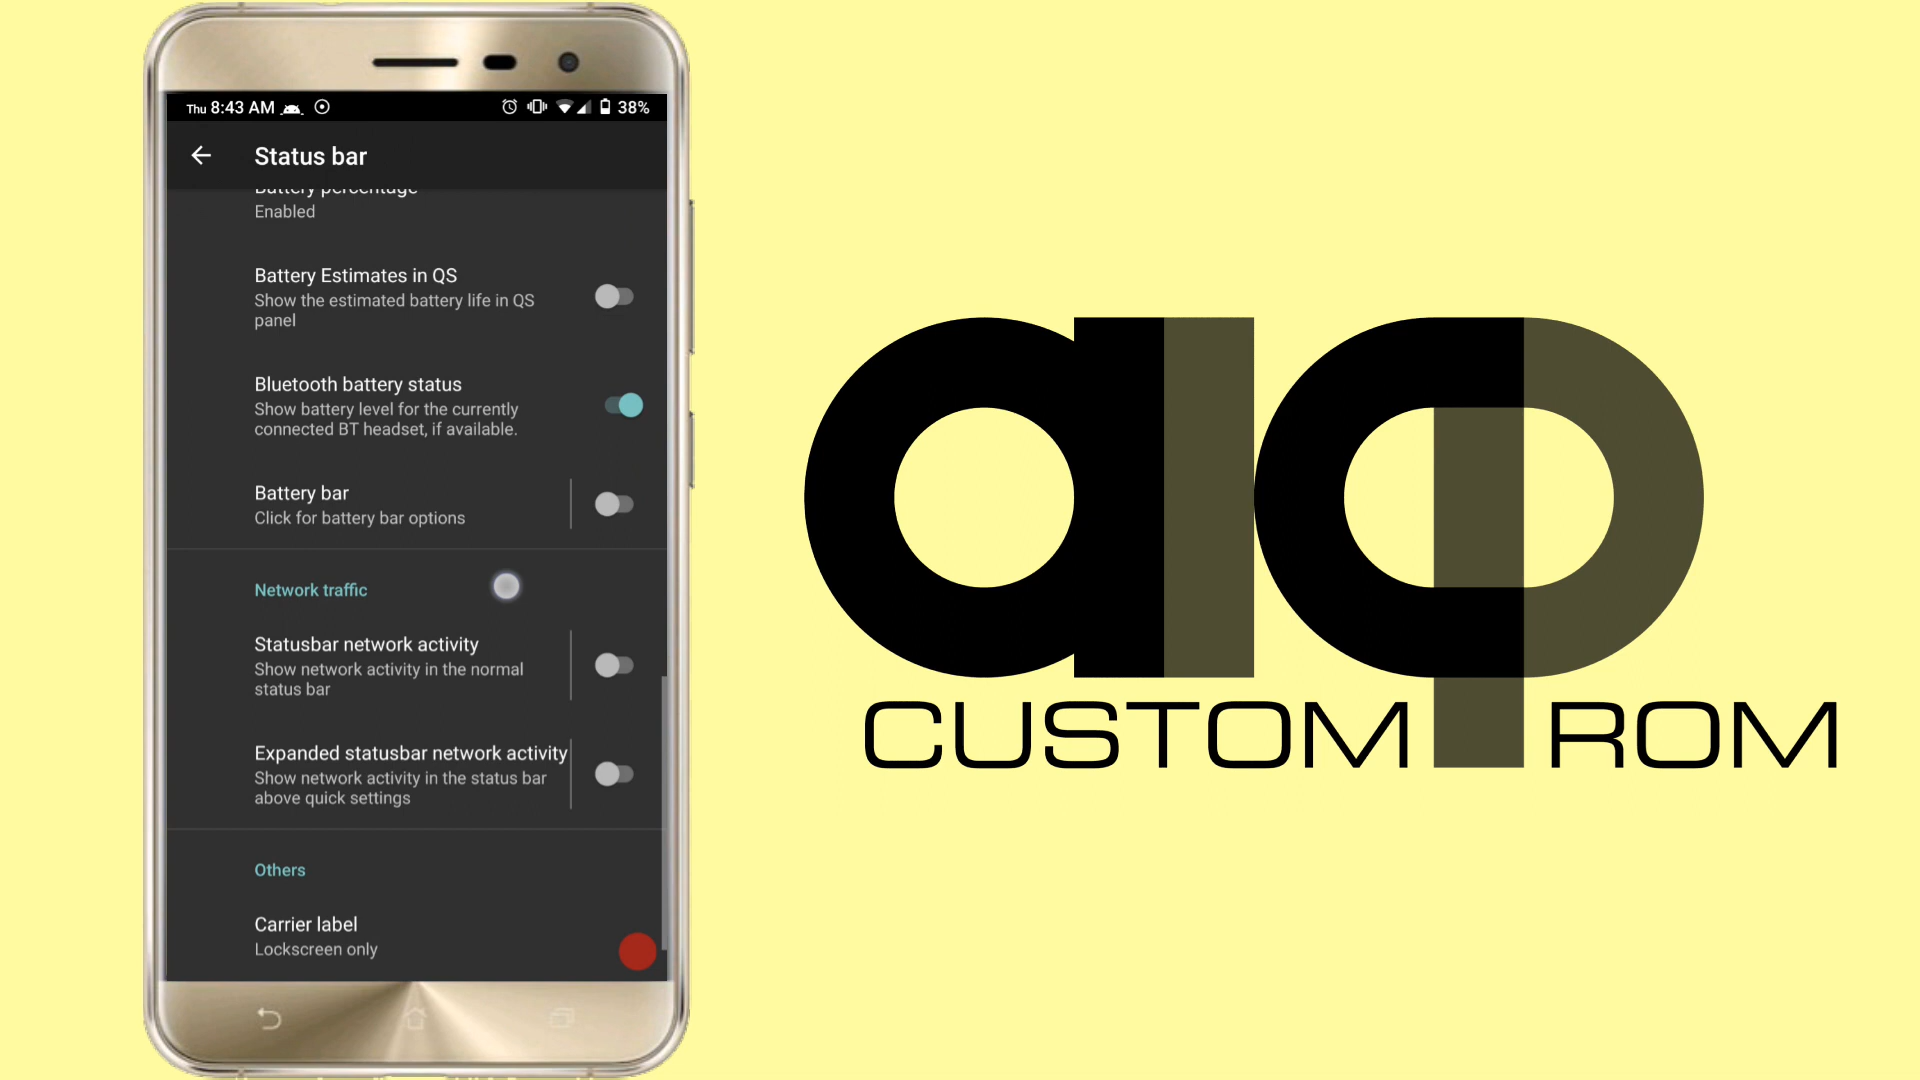 Thu 8:43 AM
38%
Status bar
Battery percentage
Enabled
Battery Estimates in QS
Show the estimated battery life in QS
panel
Bluetooth battery status
Show battery level for the currently
connected BT headset, if available.
Battery bar
Click for battery bar options
Network traffic
Statusbar network activity
Show network activity in the normal
status bar
Expanded statusbar network activity
Show network activity in the status bar
above quick settings
Others
Carrier label
Lockscreen only
CUSTOM ROM